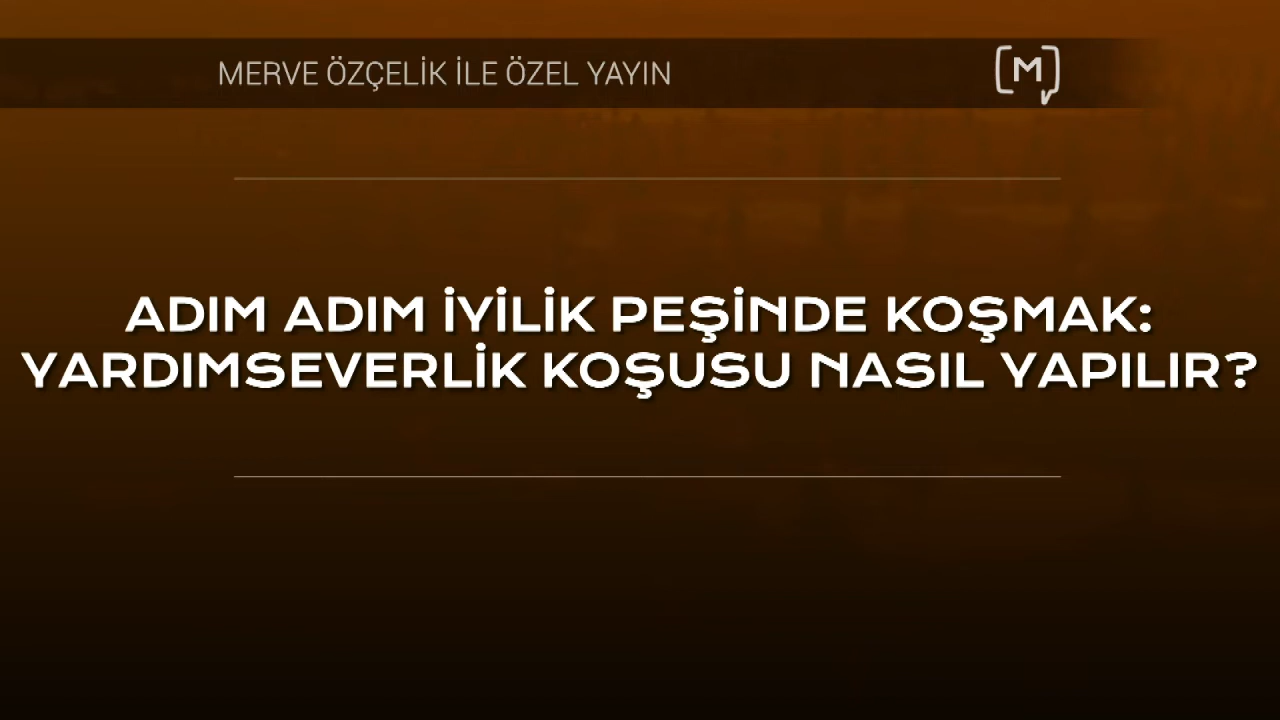 MERVE ÖZÇELİK İLE ÖZEL YAYIN
[M]
ADIM ADIM İYİLİK PEŞİNDE KOŞMAK:
YARDIMSEVERLİK KOŞUSU NASIL YAPILIR?